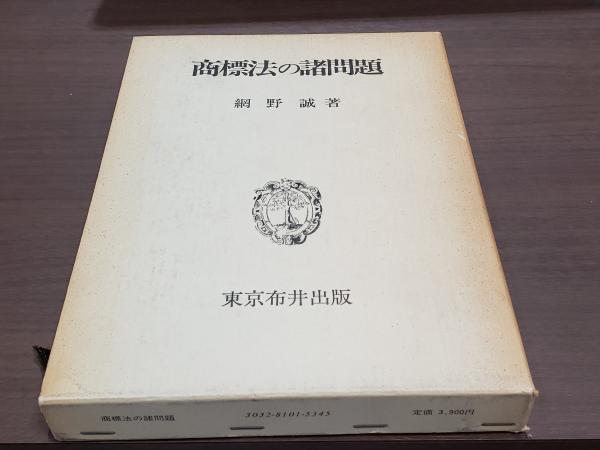 商標法の諸問題
網野 誠著
東京布井出版
商標法の諸問題 3032-8101-5345 定価 3,900円